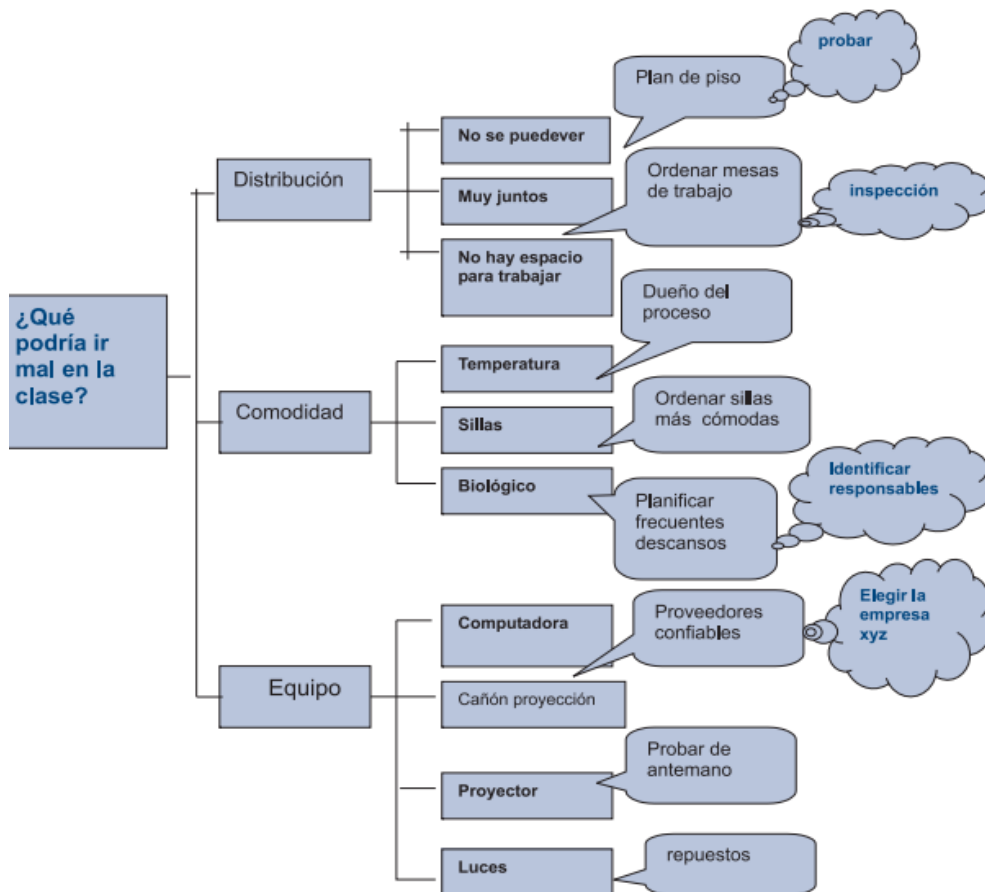 probar
Plan de piso
No se puedever
Ordenar mesas
de trabajo
Distribución
Muy juntos
inspección
No hay espacio
para trabajar
Dueño del
proceso
¿Qué
podría ir
mal en la
clase?
Temperatura
Ordenar sillas
más cómodas
Comodidad
Sillas
Identificar
responsables
Biológico
Planificar
frecuentes
descansos
Elegir la
empresa
xyz
Computadora
Proveedores
confiables
Equipo
Cañón proyección
Probar de
antemano
Proyector
repuestos
Luces